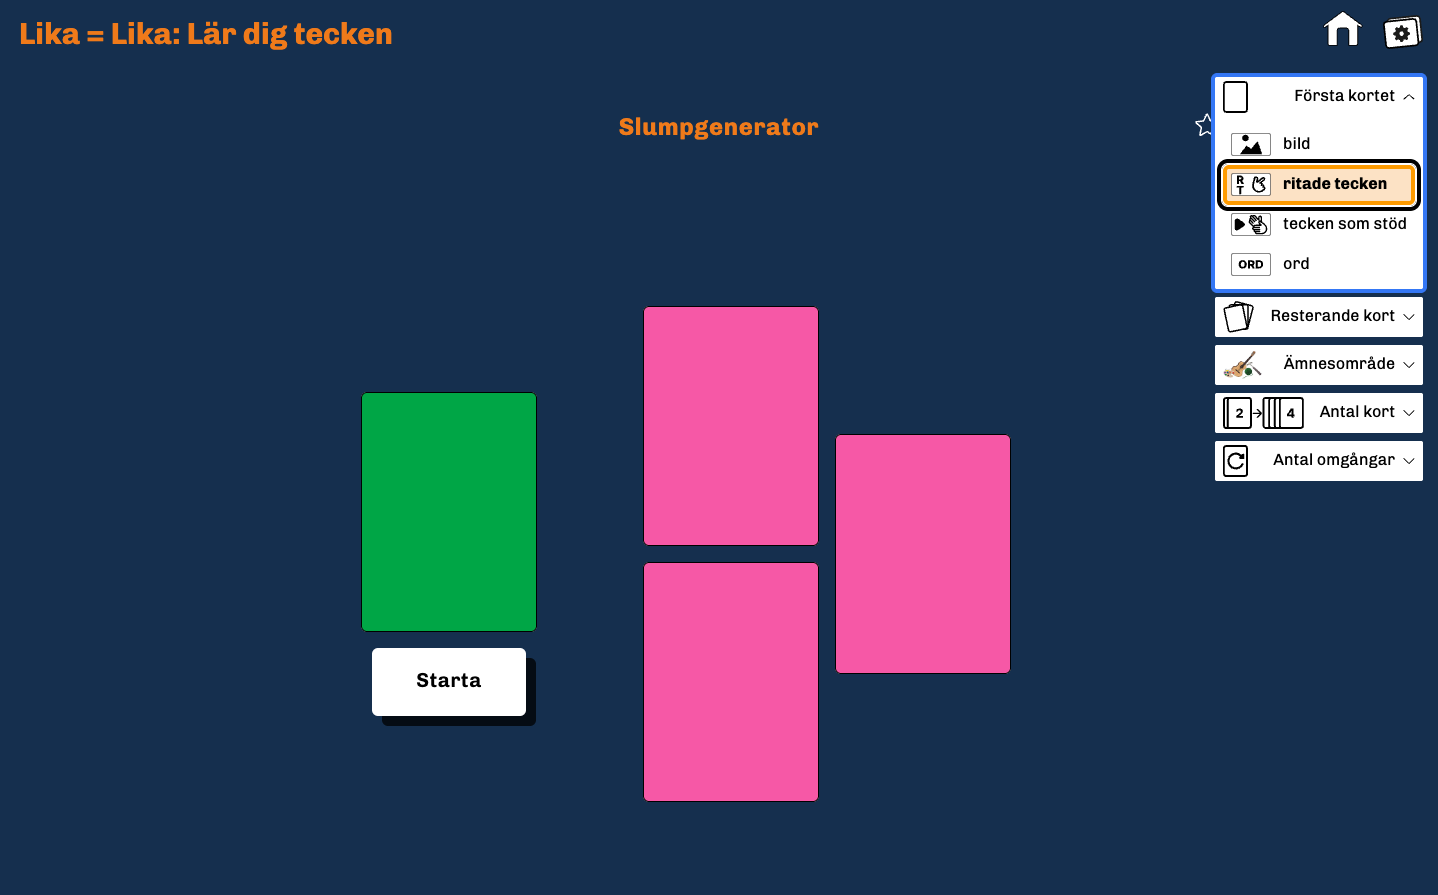 Lika = Lika: Lär dig tecken
Slumpgenerator
Första kortet
bild
R
T
ritade tecken
tecken som stöd
ORD
ord
Resterande kort
Ämnesområde
2
4
Antal kort
Antal omgångar
Starta